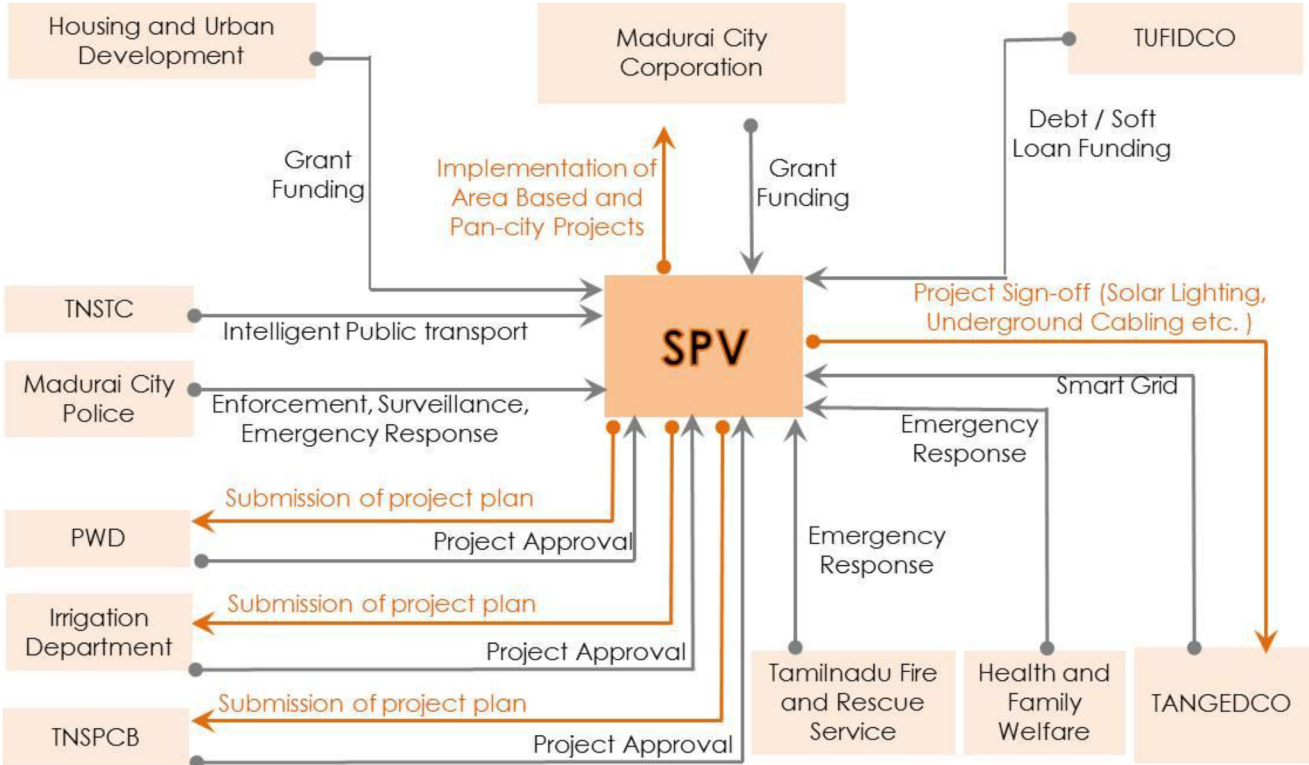 Housing and Urban
Development
Madurai City
Corporation
TUFIDCO
Grant
Funding
Implementation of
Area Based and
Pan-city Projects
Grant
Funding
Debt / Soft
Loan Funding
TNSTC
Intelligent Public transport
SPV
Project Sign-off (Solar Lighting,
Underground Cabling etc. )
Madurai City
Police
Enforcement, Surveillance,
Emergency Response
Smart Grid
Emergency
Response
Submission of project plan
PWD
Project Approval
Emergency
Response
Submission of project plan
Irrigation
Department
Project Approval
Submission of project plan
TNSPCB
Project Approval
Tamilnadu Fire
and Rescue
Service
Health and
Family
Welfare
TANGEDCO